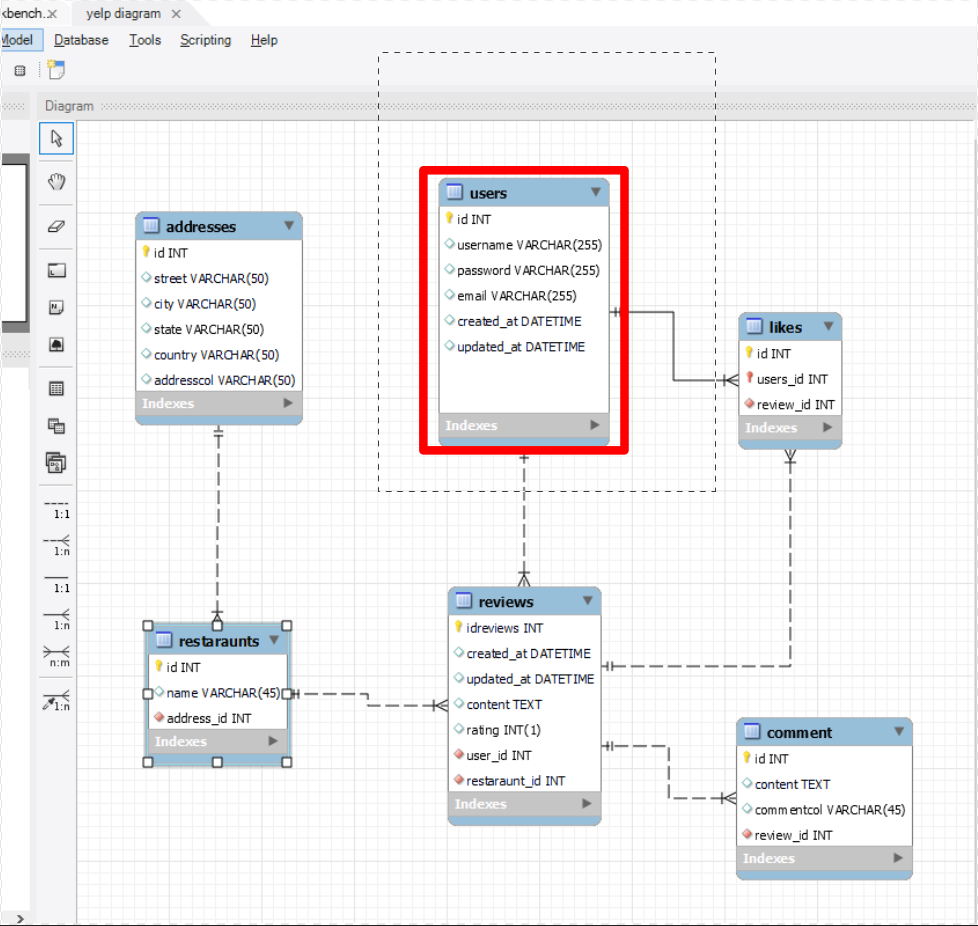 kbench... yelp diagram
Model Database Tools Scripting Help
Diagram
1:1
1:n
1:1
1:n
n:m
1:n
users
id INT
username VARCHAR(255)
password VARCHAR(255)
email VARCHAR(255)
created_at DATETIME
updated_at DATETIME
Indexes
addresses
id INT
street VARCHAR(50)
city VARCHAR(50)
state VARCHAR(50)
country VARCHAR(50)
addresscol VARCHAR(50)
Indexes
likes
id INT
users_id INT
review_id INT
Indexes
restaraunts
id INT
name VARCHAR(45)
address_id INT
Indexes
reviews
idreviews INT
created_at DATETIME
updated_at DATETIME
content TEXT
rating INT(1)
user_id INT
restaraunt_id INT
Indexes
comment
id INT
content TEXT
commentcol VARCHAR(45)
review_id INT
Indexes